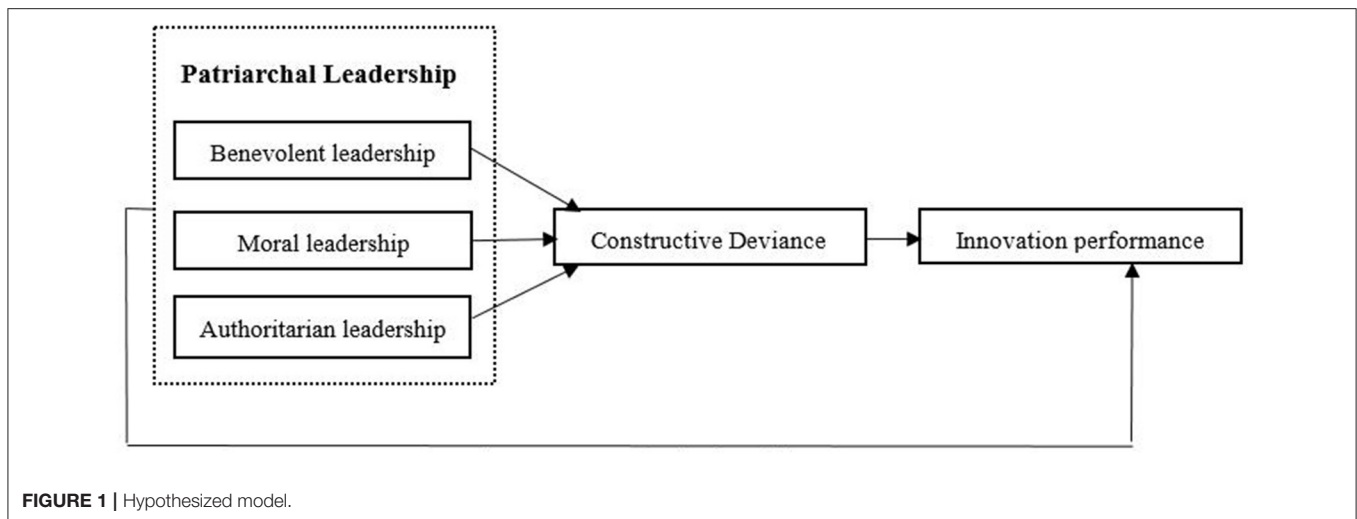 Patriarchal Leadership
Benevolent leadership
Moral leadership
Authoritarian leadership
Constructive Deviance
Innovation performance
FIGURE 1 | Hypothesized model.